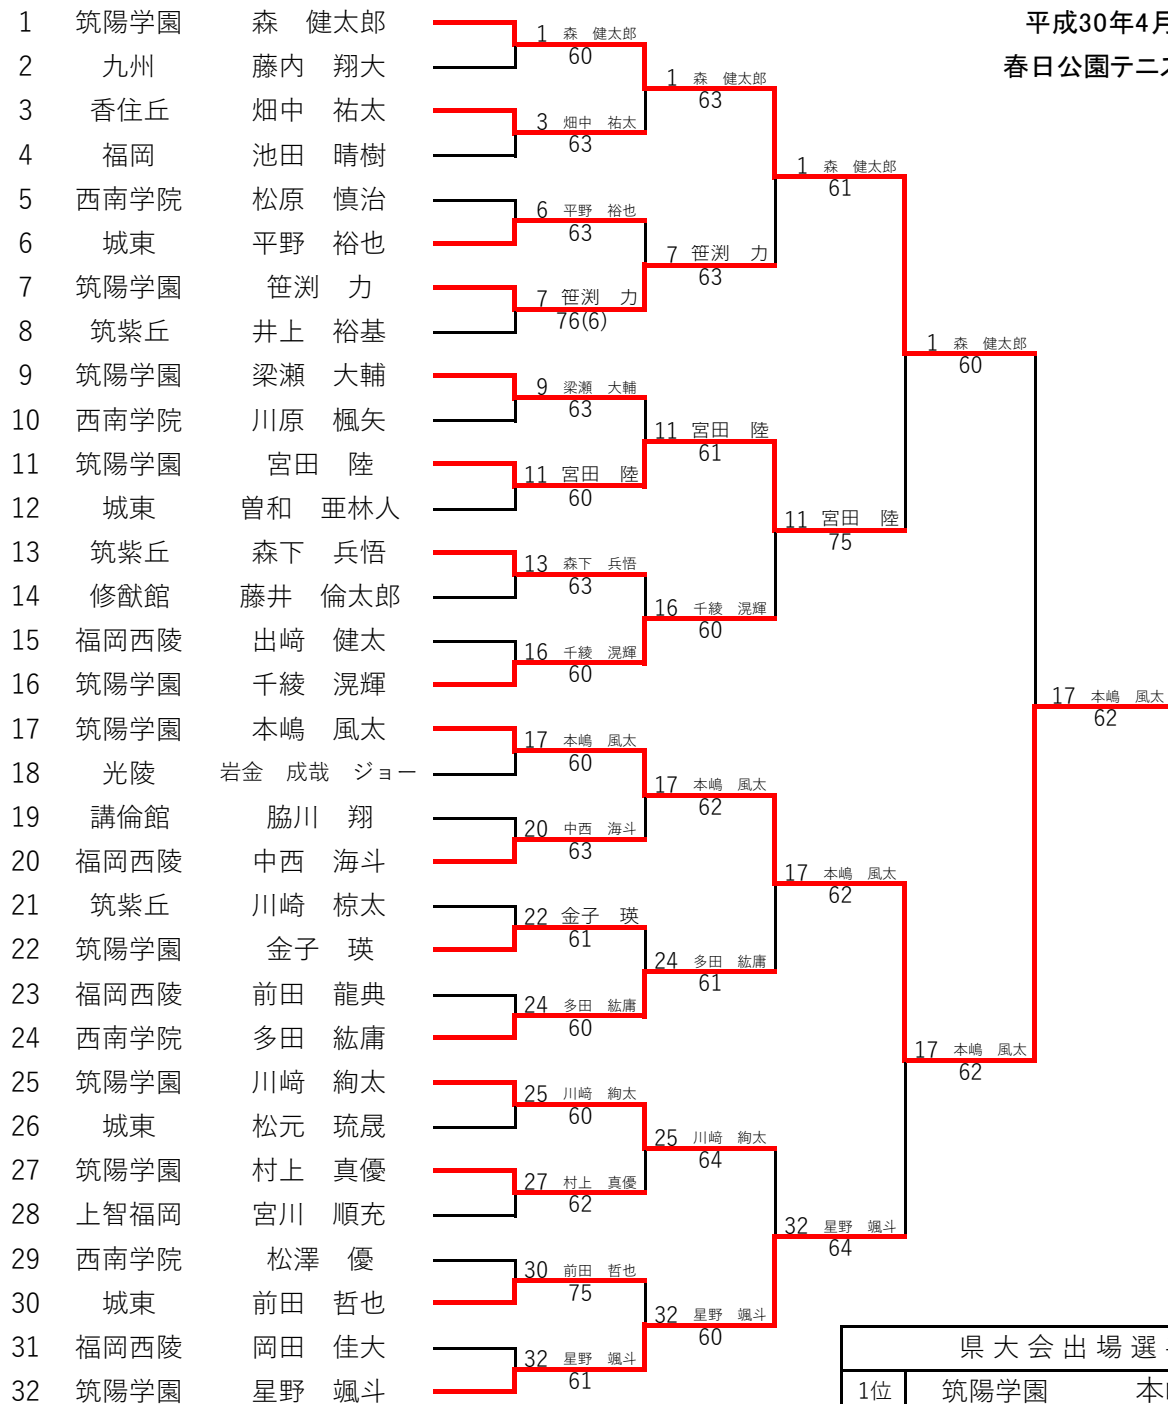 平成30年4月
春日公園テニス
1 筑陽学園 森 健太郎
2 九州 藤内 翔大
3 香住丘 畑中 祐太
4 福岡 池田 晴樹
5 西南学院 松原 慎治
6 城東 平野 裕也
7 筑陽学園 笹渕 力
8 筑紫丘 井上 裕基
9 筑陽学園 梁瀬 大輔
10 西南学院 川原 楓矢
11 筑陽学園 宮田 陸
12 城東 曽和 亜林人
13 筑紫丘 森下 兵悟
14 修猷館 藤井 倫太郎
15 福岡西陵 出﨑 健太
16 筑陽学園 千綾 滉輝
17 筑陽学園 本嶋 風太
18 光陵 岩金 成哉 ジョー
19 講倫館 脇川 翔
20 福岡西陵 中西 海斗
21 筑紫丘 川崎 椋太
22 筑陽学園 金子 瑛
23 福岡西陵 前田 龍典
24 西南学院 多田 紘庸
25 筑陽学園 川﨑 絢太
26 城東 松元 琉晟
27 筑陽学園 村上 真優
28 上智福岡 宮川 順充
29 西南学院 松澤 優
30 城東 前田 哲也
31 福岡西陵 岡田 佳大
32 筑陽学園 星野 颯斗
1 森 健太郎
60
3 畑中 祐太
63
6 平野 裕也
63
7 笹渕 力
76(6)
9 梁瀬 大輔
63
11 宮田 陸
60
13 森下 兵悟
63
16 千綾 滉輝
60
17 本嶋 風太
60
20 中西 海斗
63
22 金子 瑛
61
24 多田 紘庸
60
25 川﨑 絢太
60
27 村上 真優
62
30 前田 哲也
75
32 星野 颯斗
61
1 森 健太郎
63
7 笹渕 力
63
11 宮田 陸
61
16 千綾 滉輝
60
17 本嶋 風太
62
24 多田 紘庸
61
25 川﨑 絢太
64
32 星野 颯斗
60
1 森 健太郎
61
11 宮田 陸
75
17 本嶋 風太
62
32 星野 颯斗
64
1 森 健太郎
60
17 本嶋 風太
62
17 本嶋 風太
62
県大会出場選
1位 筑陽学園 本